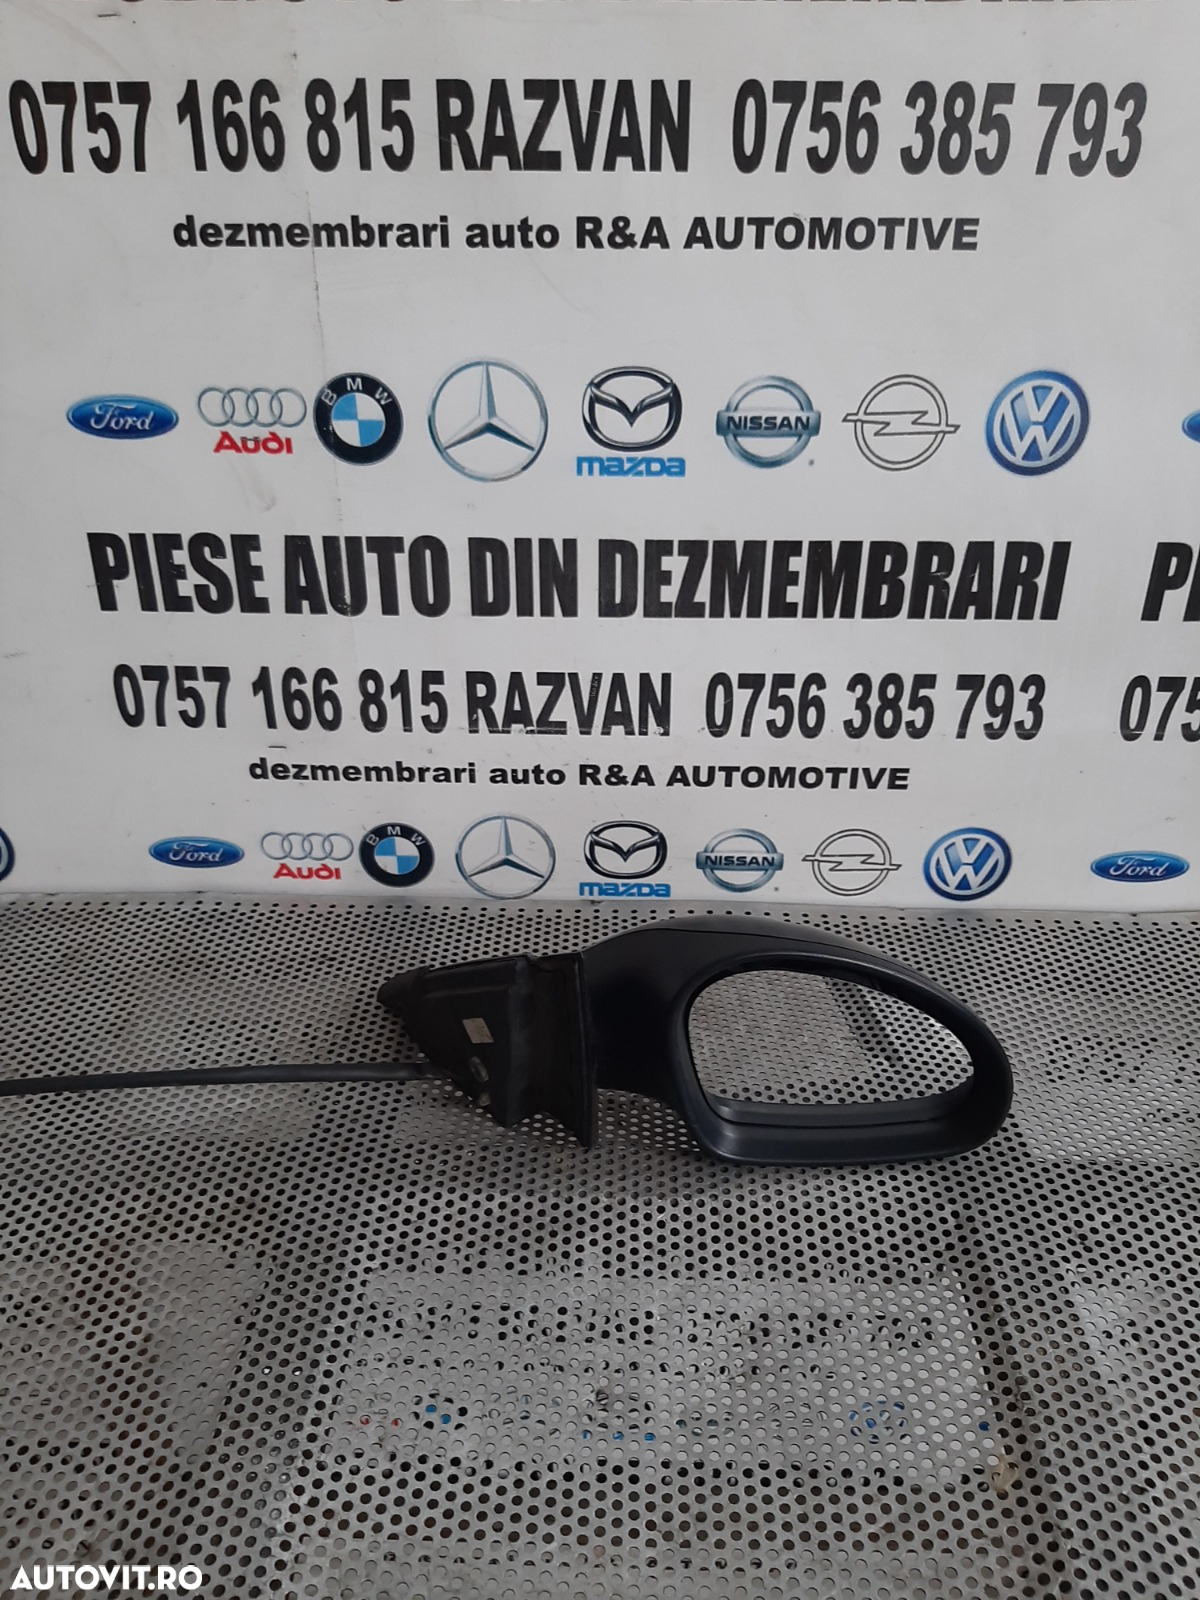 0757 166 815 RAZVAN 0756 385 793
dezmembrari auto R&A AUTOMOTIVE
Ford Audi BMW mazda NISSAN
PIESE AUTO DIN DEZMEMBRARI
0757 166 815 RAZVAN 0756 385 793 075
dezmembrari auto R&A AUTOMOTIVE
Ford Audi BMW mazda NISSAN Ford
AUTOVIT.RO